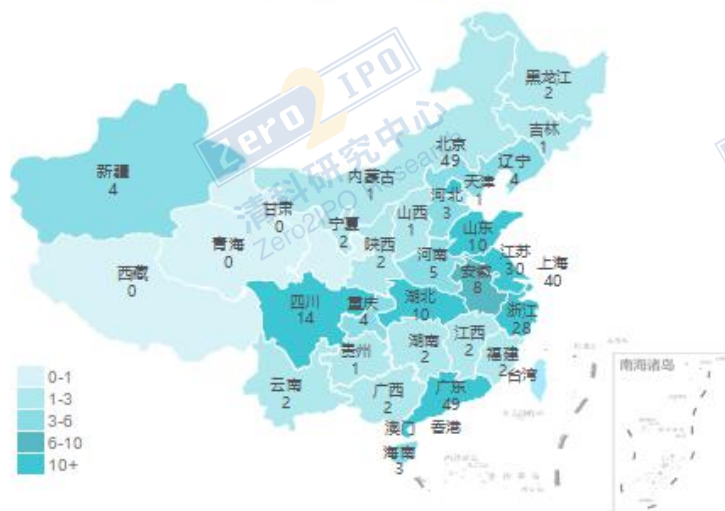 Zero2IPO
清科研究中心
Zero2IPO Research
黑龙江
2
吉林
1
辽宁
4
北京
49
天津
1
河北
3
内蒙古
1
新疆
4
甘肃
0
宁夏
2
山西
1
山东
10
青海
0
陕西
2
河南
5
江苏
30
上海
40
西藏
0
安徽
8
四川
14
重庆
4
湖北
10
浙江
28
湖南
2
江西
2
贵州
1
福建
2
台湾
云南
2
广西
2
广东
49
澳门
香港
海南
3
0-1
1-3
3-6
6-10
10+
南海诸岛